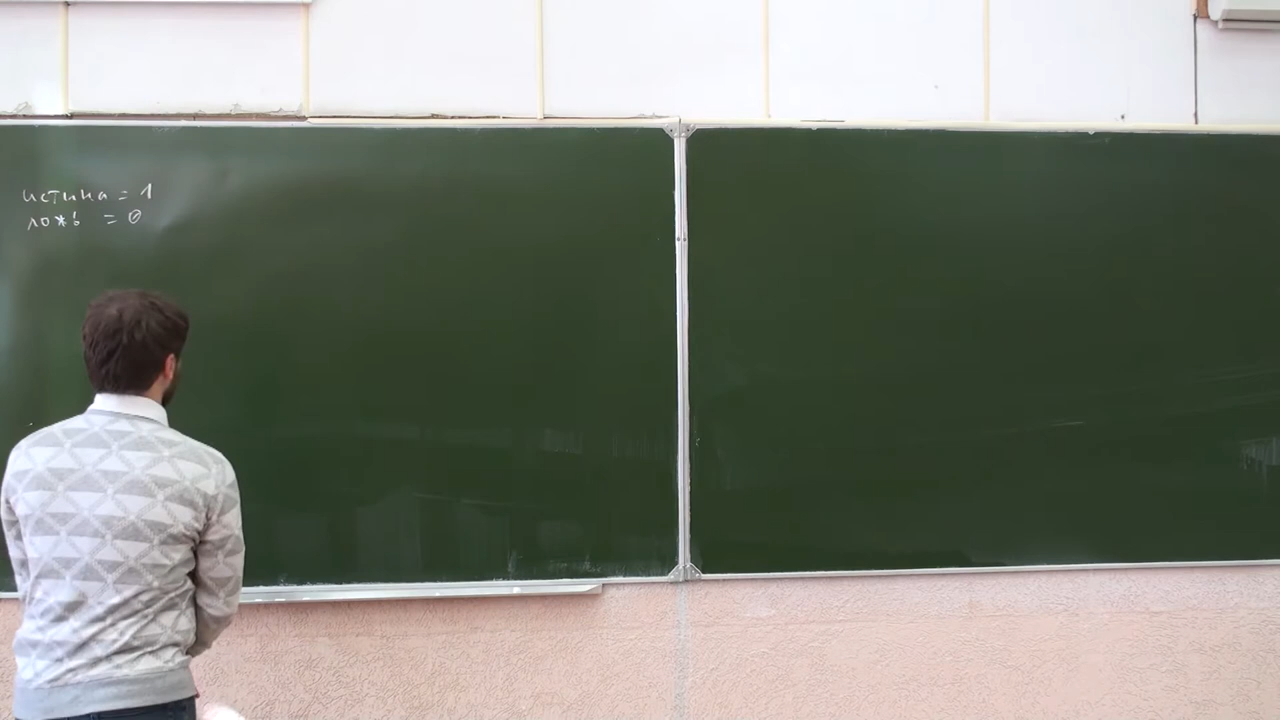 истина = 1
ложь = 0